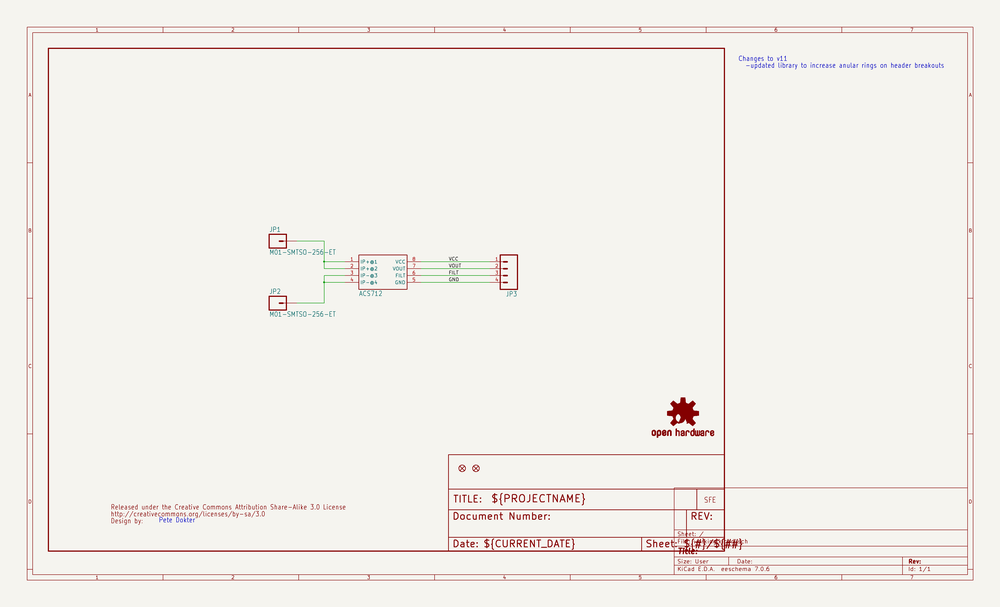 1 2 3 4 5 6 7
Changes to v11
-updated library to increase anular rings on header breakouts
A A
B B
JP1
M01-SMTSO-256-ET
1 IP+@1 VCC 8 VCC 1
2 IP+@2 VOUT 7 VOUT 2
3 IP-@3 FILT 6 FILT 3
4 IP-@4 GND 5 GND 4
JP2
ACS712
JP3
M01-SMTSO-256-ET
C C
open hardware
D D
TITLE: ${PROJECTNAME}
SFE
Released under the Creative Commons Attribution Share-Alike 3.0 License
http://creativecommons.org/licenses/by-sa/3.0
Design by: Pete Dokter
Document Number:
REV:
Sheet: /
Date: ${CURRENT_DATE}
Sheet: ${#}/${##}
Title:
Size: User Date: Rev:
KiCad E.D.A. eeschema 7.0.6 Id: 1/1
1 2 3 4 5 6 7